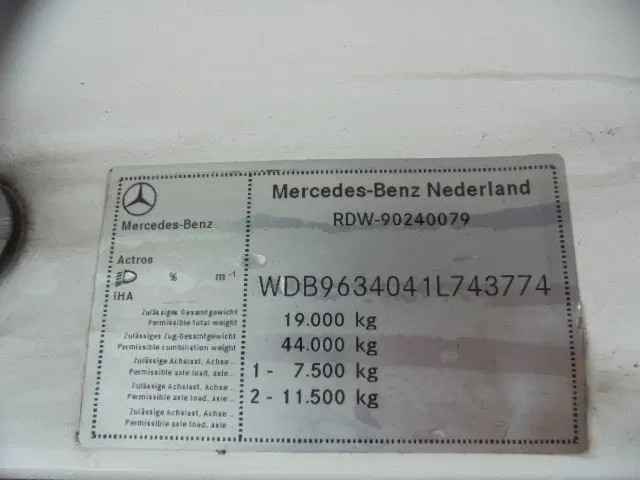 Mercedes-Benz
Actros
% m⁻¹
IHA
Mercedes-Benz Nederland
RDW-90240079
WDB9634041L743774
Zulässiges Gesamtgewicht
Permissible total weight 19.000 kg
Zulässiges Zug-Gesamtgewicht
Permissible combination weight 44.000 kg
Zulässige Achslast, Achse..
Permissible axle load, axle.. 1 - 7.500 kg
Zulässige Achslast, Achse..
Permissible axle load, axle.. 2 - 11.500 kg
Zulässige Achslast, Achse..
Permissible axle load, axle..